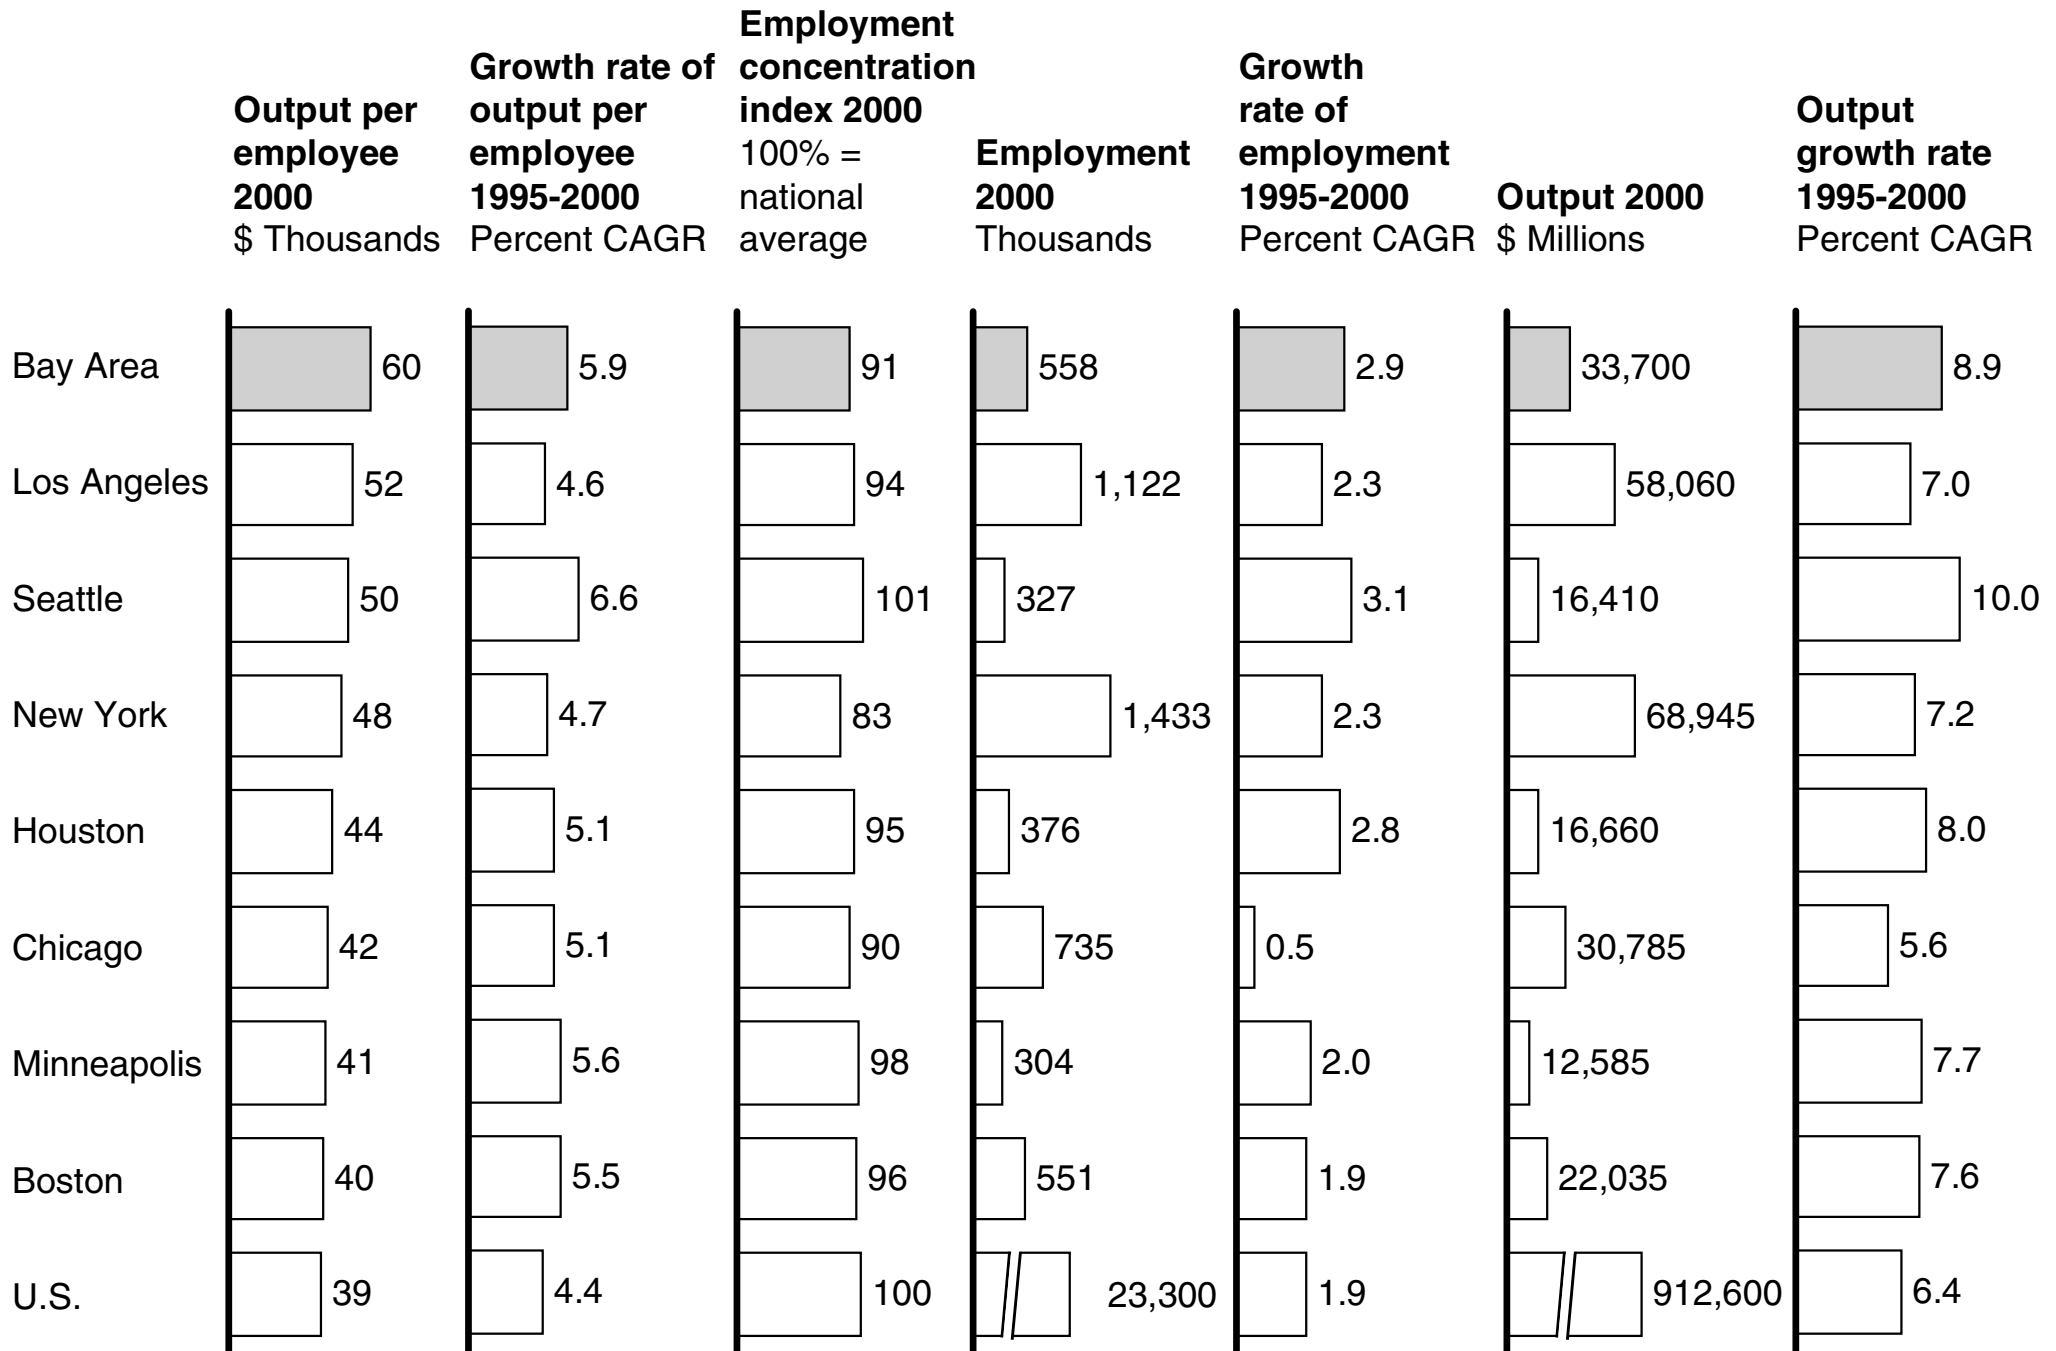 Output per
employee
2000
$ Thousands
Growth rate of
output per
employee
1995-2000
Percent CAGR
Employment
concentration
index 2000
100% =
national
average
Employment
2000
Thousands
Growth
rate of
employment
1995-2000
Percent CAGR
Output 2000
$ Millions
Output
growth rate
1995-2000
Percent CAGR
Bay Area 60 5.9 91 558 2.9 33,700 8.9
Los Angeles 52 4.6 94 1,122 2.3 58,060 7.0
Seattle 50 6.6 101 327 3.1 16,410 10.0
New York 48 4.7 83 1,433 2.3 68,945 7.2
Houston 44 5.1 95 376 2.8 16,660 8.0
Chicago 42 5.1 90 735 0.5 30,785 5.6
Minneapolis 41 5.6 98 304 2.0 12,585 7.7
Boston 40 5.5 96 551 1.9 22,035 7.6
U.S. 39 4.4 100 23,300 1.9 912,600 6.4